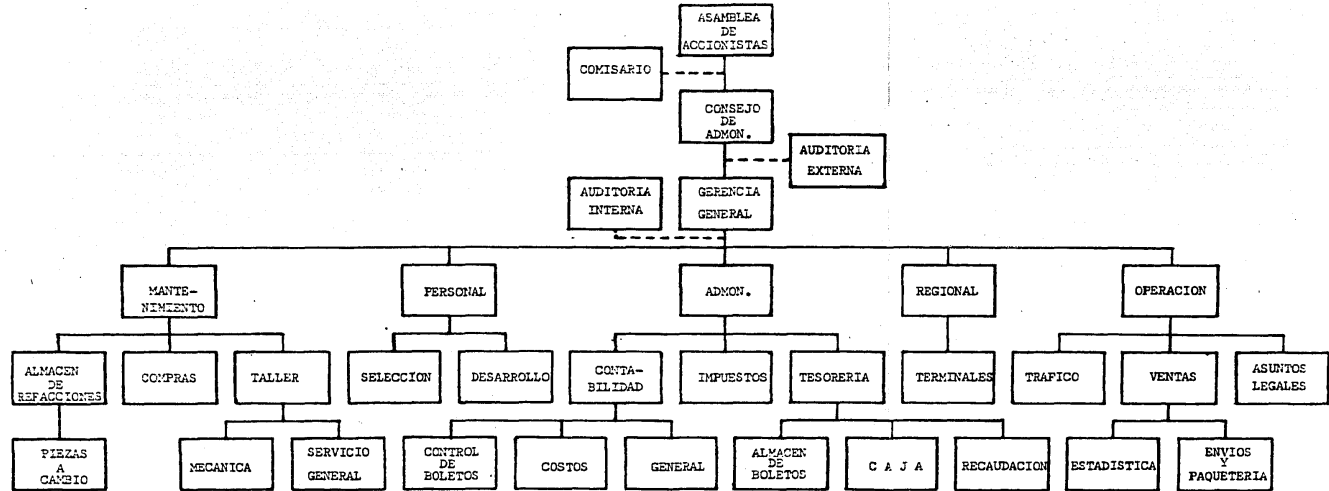 ASAMBLEA
DE
ACCIONISTAS
COMISARIO
CONSEJO
DE
ADMON.
AUDITORIA
EXTERNA
AUDITORIA
INTERNA
GERENCIA
GENERAL
MANTE-
NIMIENTO
PERSONAL
ADMON.
REGIONAL
OPERACION
ALMACEN
DE
REFACCIONES
COMPRAS
TALLER
SELECCION
DESARROLLO
CONTA-
BILIDAD
IMPUESTOS
TESORERIA
TERMINALES
TRAFICO
VENTAS
ASUNTOS
LEGALES
PIEZAS
A
CAMBIO
MECANICA
SERVICIO
GENERAL
CONTROL
DE
BOLETOS
COSTOS
GENERAL
ALMACEN
DE
BOLETOS
C A J A
RECAUDACION
ESTADISTICA
ENVIOS
Y
PAQUETERIA